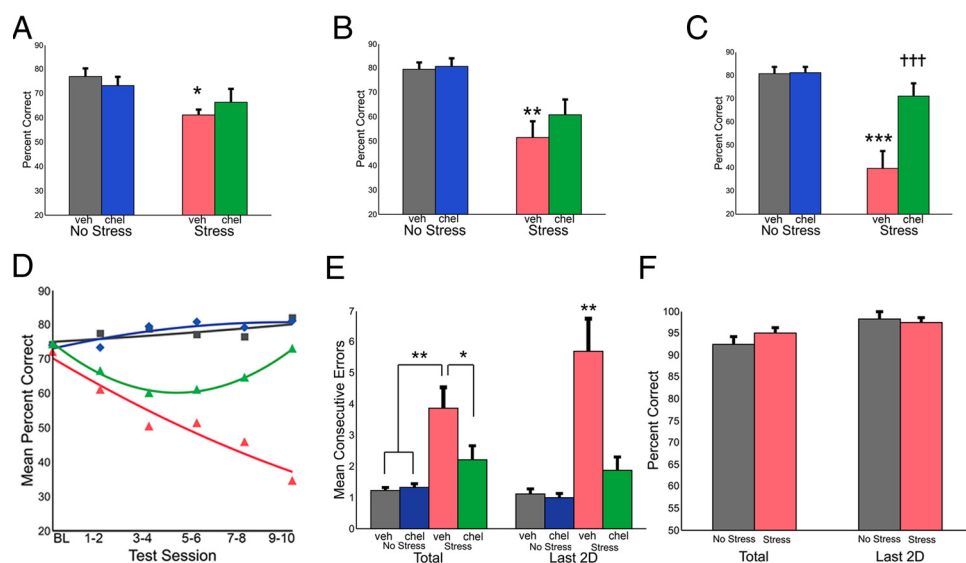 A
Percent Correct
90
80
70
60
50
40
30
20
*
veh chel veh chel
No Stress Stress
B
Percent Correct
90
80
70
60
50
40
30
20
**
veh chel veh chel
No Stress Stress
C
Percent Correct
90
80
70
60
50
40
30
20
***
†††
veh chel veh chel
No Stress Stress
D
Mean Percent Correct
90
80
70
60
50
40
30
20
BL 1-2 3-4 5-6 7-8 9-10
Test Session
E
Mean Consecutive Errors
7
6
5
4
3
2
1
0
** * **
veh chel veh chel veh chel veh chel
No Stress Stress No Stress Stress
Total Last 2D
F
Percent Correct
100
95
90
85
80
75
70
65
60
55
50
No Stress Stress No Stress Stress
Total Last 2D